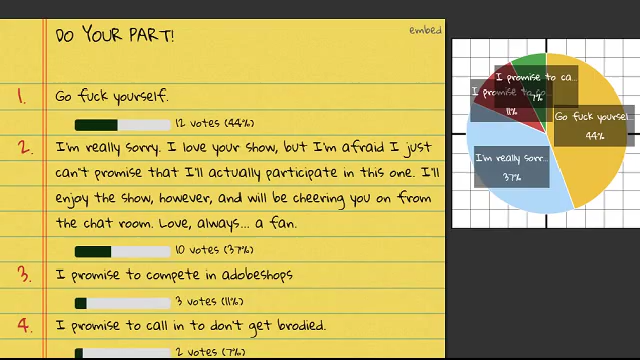 DO YOUR PART!
embed
1. Go fuck yourself.
12 votes (44%)
2. I'm really sorry. I love your show, but I'm afraid I just
can't promise that I'll actually participate in this one. I'll
enjoy the show, however, and will be cheering you on from
the chat room. Love, always... a fan.
10 votes (37%)
3. I promise to compete in adobeshops
3 votes (11%)
4. I promise to call in to don't get brodied.
2 votes (7%)
I promise to ca...
7%
I promise to co...
11%
Go fuck yoursel...
44%
I'm really sorr...
37%